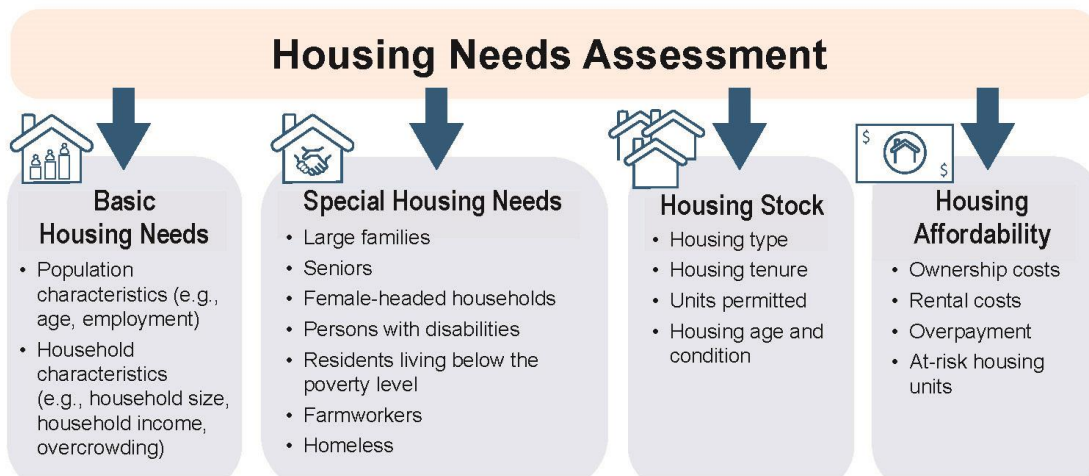 Housing Needs Assessment
Basic
Housing Needs
• Population
characteristics (e.g.,
age, employment)
• Household
characteristics
(e.g., household size,
household income,
overcrowding)
Special Housing Needs
• Large families
• Seniors
• Female-headed households
• Persons with disabilities
• Residents living below the
poverty level
• Farmworkers
• Homeless
Housing Stock
• Housing type
• Housing tenure
• Units permitted
• Housing age and
condition
$
$
Housing
Affordability
• Ownership costs
• Rental costs
• Overpayment
• At-risk housing
units